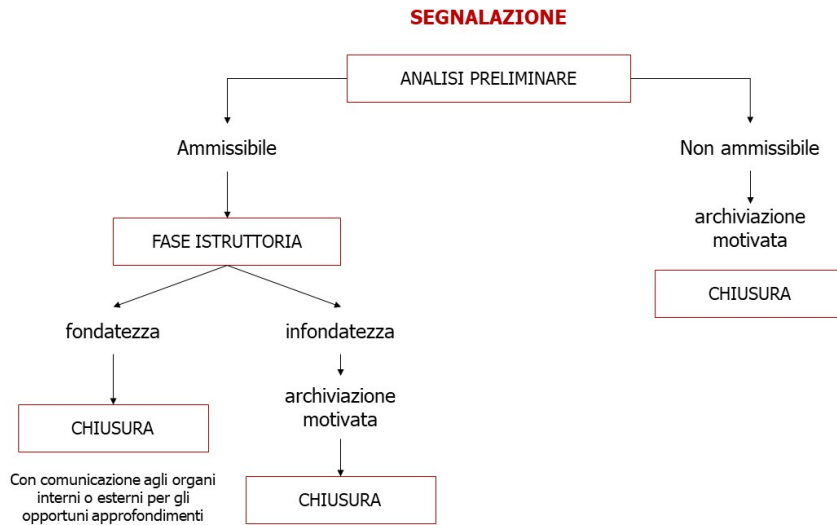 SEGNALAZIONE
ANALISI PRELIMINARE
Ammissibile
Non ammissibile
archiviazione
motivata
FASE ISTRUTTORIA
CHIUSURA
fondatezza
infondatezza
archiviazione
motivata
CHIUSURA
Con comunicazione agli organi
interni o esterni per gli
opportuni approfondimenti
CHIUSURA